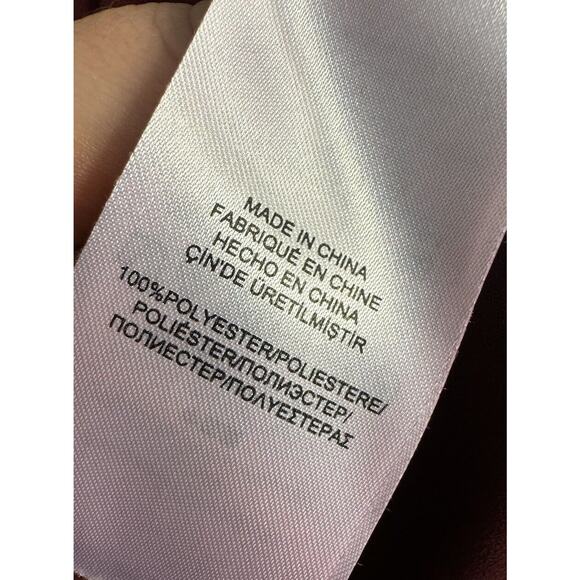 MADE IN CHINA
FABRIQUÉ EN CHINE
HECHO EN CHINA
ÇİN'DE ÜRETİLMİŞTİR
100%POLYESTER/POLIESTERE/
POLIÉSTER/ПОЛИЭСТЕР/
ПОЛИЕСТЕР/ΠΟΛΥΕΣΤΕΡΑΣ